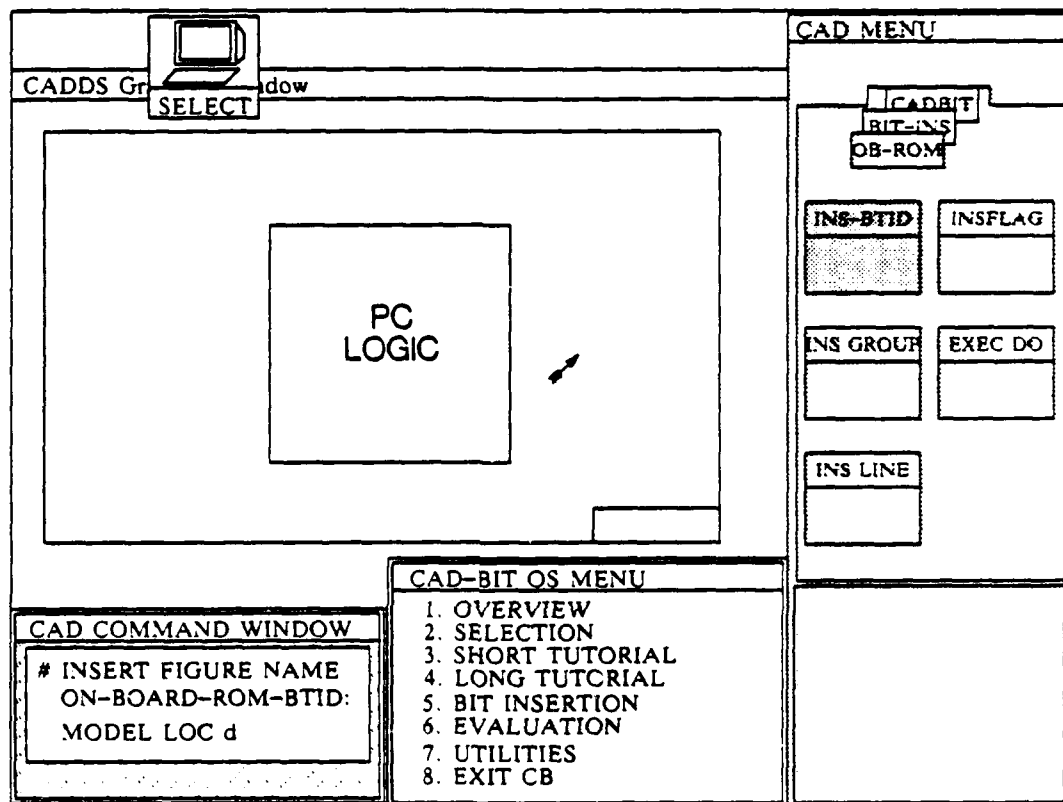 CADDS Gr
dow
SELECT
PC
LOGIC
CAD MENU
CADBIT
BIT-INS
OB-ROM
INS-BTID
INSFLAG
INS GROUP
EXEC DO
INS LINE
CAD COMMAND WINDOW
# INSERT FIGURE NAME
ON-BOARD-ROM-BTID:
MODEL LOC d
CAD-BIT OS MENU
1. OVERVIEW
2. SELECTION
3. SHORT TUTORIAL
4. LONG TUTCRIAL
5. BIT INSERTION
6. EVALUATION
7. UTILITIES
8. EXIT CB